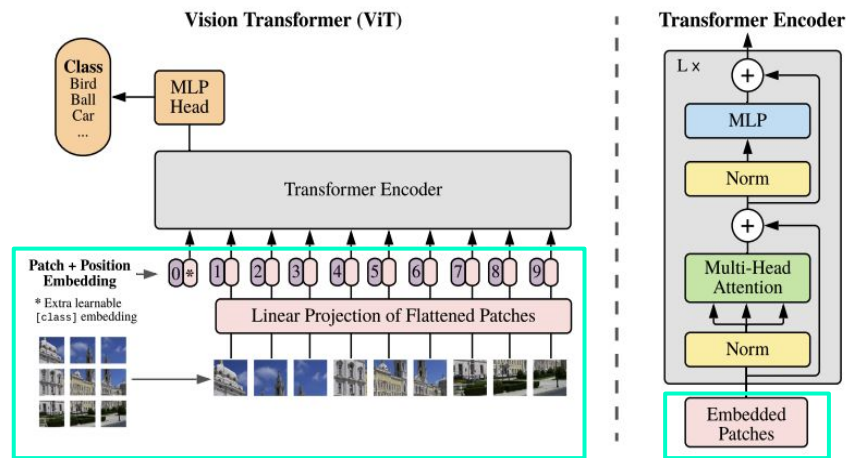 Vision Transformer (ViT)
Class
Bird
Ball
Car
...
MLP
Head
Transformer Encoder
Patch + Position
Embedding
0 * 1 2 3 4 5 6 7 8 9
* Extra learnable
[class] embedding
Linear Projection of Flattened Patches
Transformer Encoder
L ×
+
MLP
Norm
+
Multi-Head
Attention
Norm
Embedded
Patches